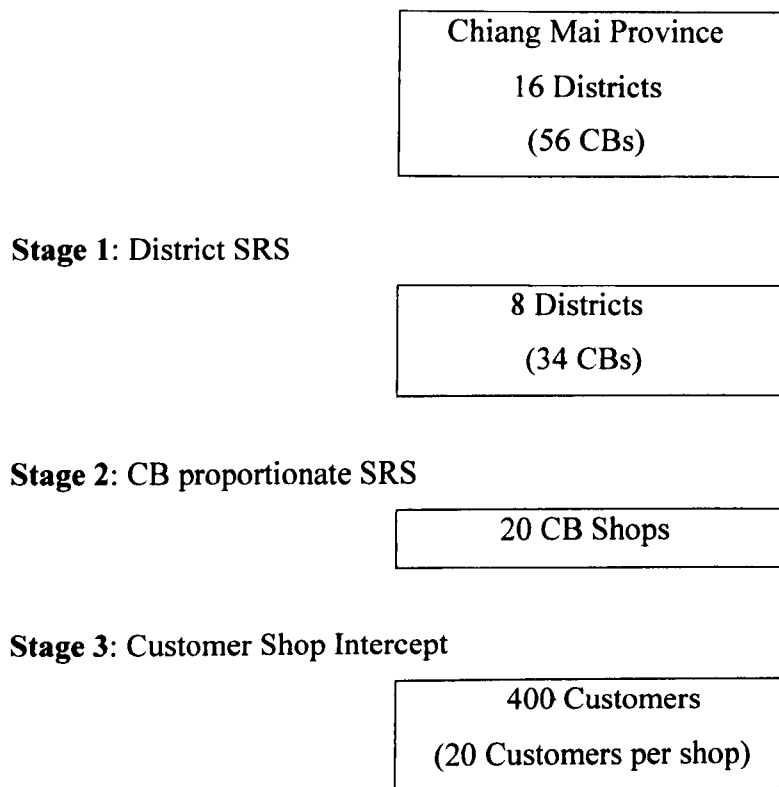 Chiang Mai Province
16 Districts
(56 CBs)
Stage 1: District SRS
8 Districts
(34 CBs)
Stage 2: CB proportionate SRS
20 CB Shops
Stage 3: Customer Shop Intercept
400 Customers
(20 Customers per shop)